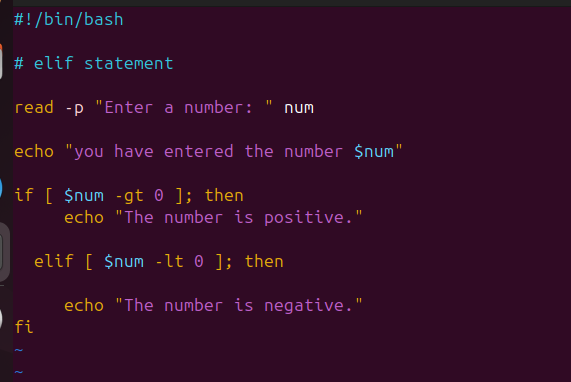 #!/bin/bash
# elif statement
read -p "Enter a number: " num
echo "you have entered the number $num"
if [ $num -gt 0 ]; then
echo "The number is positive."
elif [ $num -lt 0 ]; then
echo "The number is negative."
fi
~
~